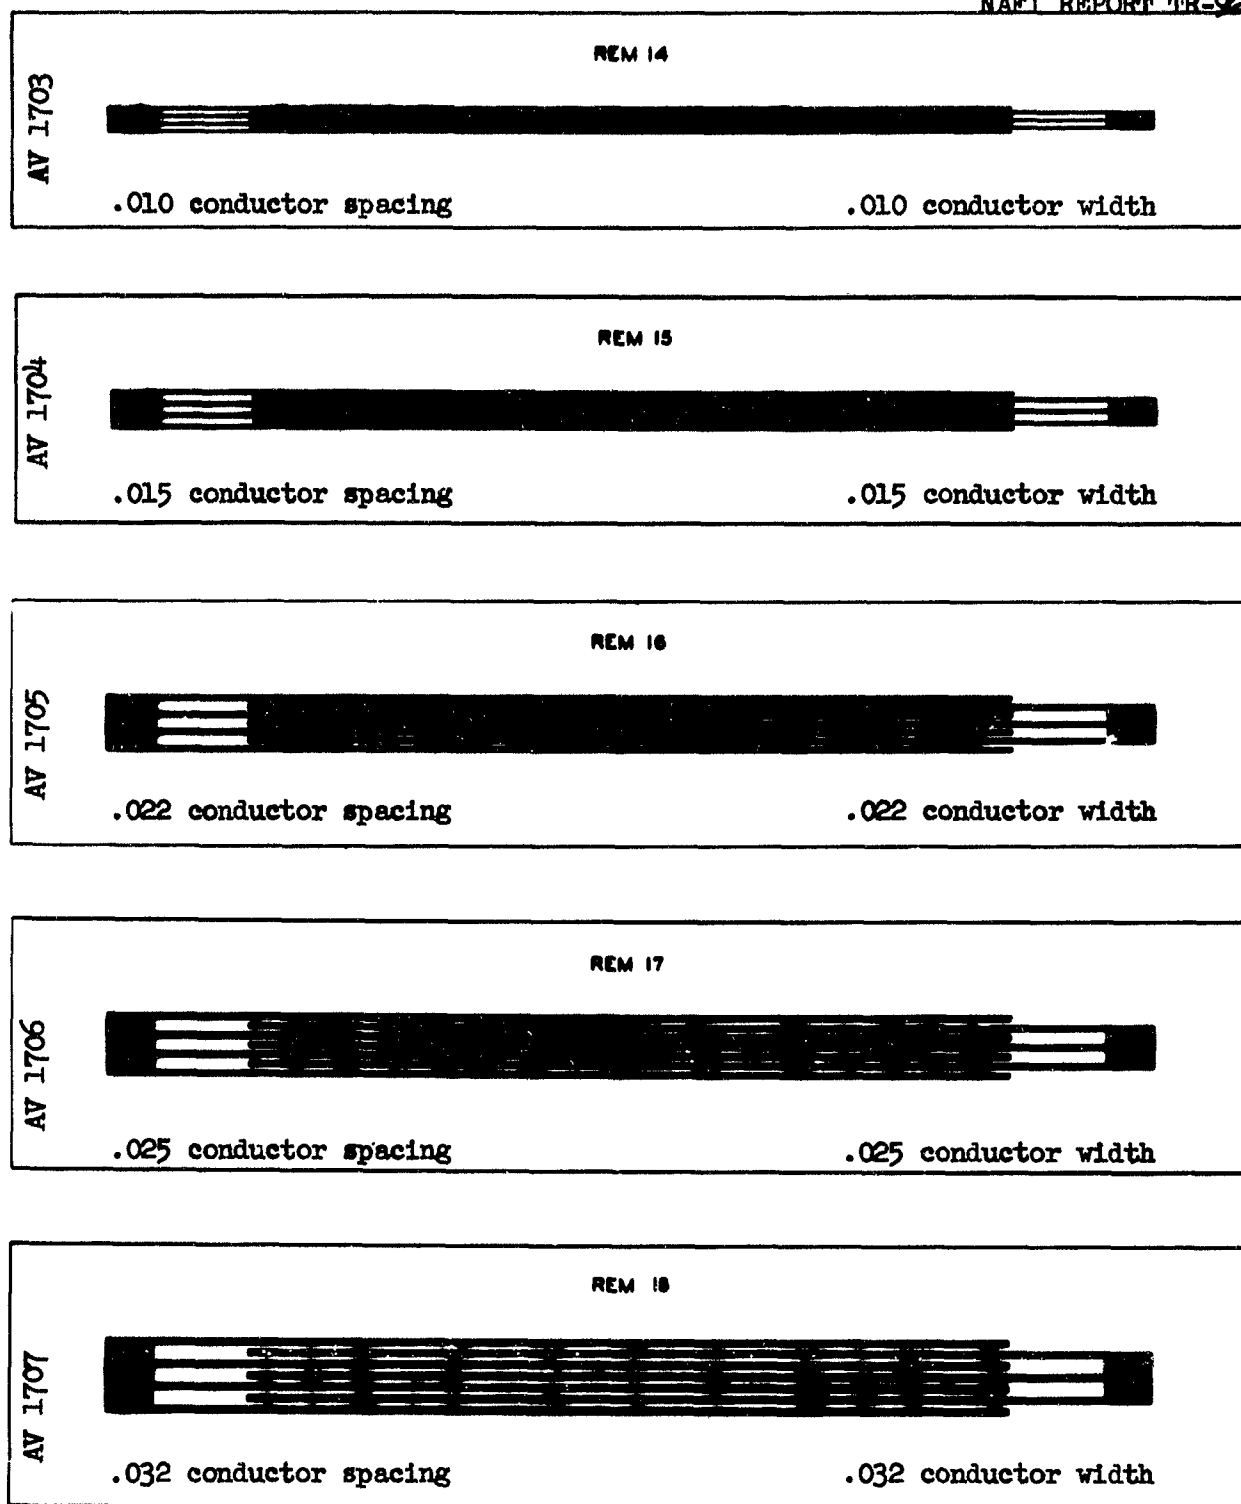 NAFI REPORT
REM 14
AV 1703
.010 conductor spacing .010 conductor width
REM 15
AV 1704
.015 conductor spacing .015 conductor width
REM 16
AV 1705
.022 conductor spacing .022 conductor width
REM 17
AV 1706
.025 conductor spacing .025 conductor width
REM 18
AV 1707
.032 conductor spacing .032 conductor width